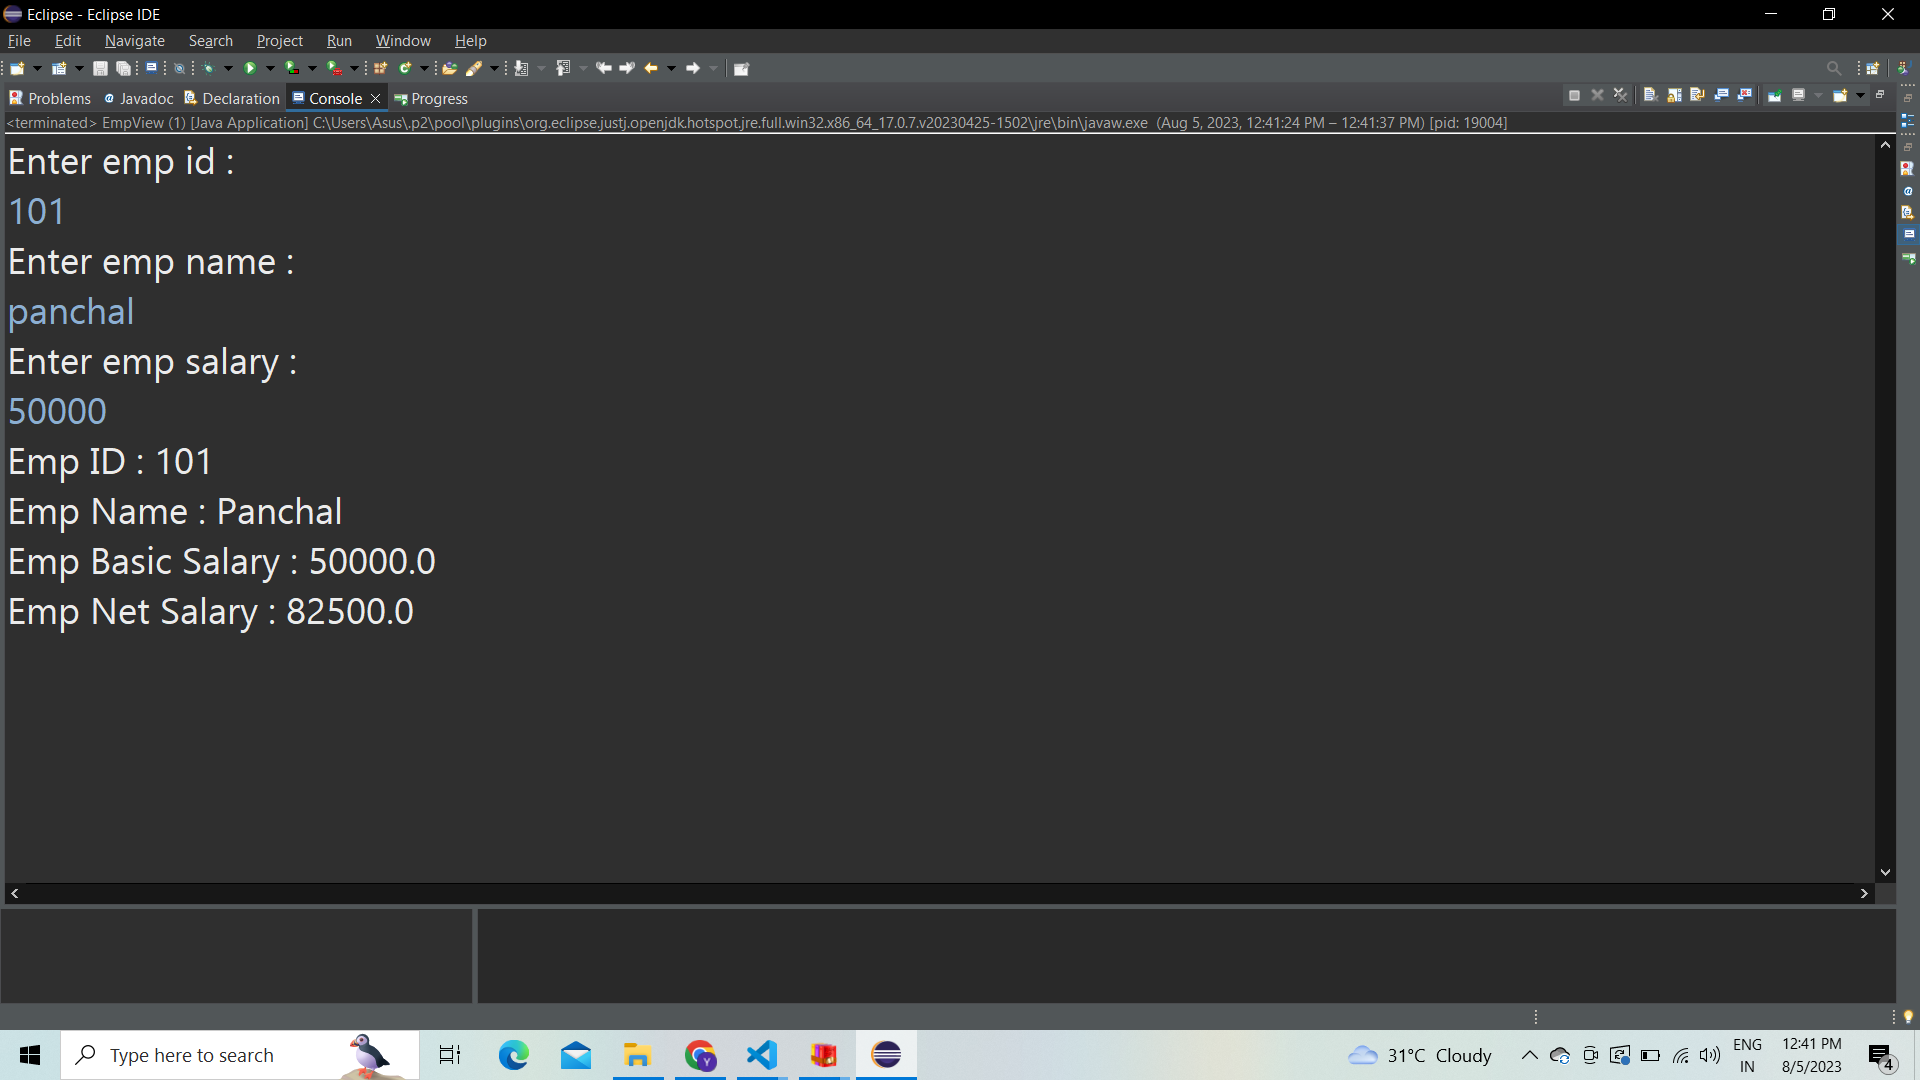 Eclipse - Eclipse IDE
File Edit Navigate Search Project Run Window Help
Problems Javadoc Declaration Console Progress
<terminated> EmpView (1) [Java Application] C:\Users\Asus\.p2\pool\plugins\org.eclipse.justj.openjdk.hotspot.jre.full.win32.x86_64_17.0.7.v20230425-1502\jre\bin\javaw.exe (Aug 5, 2023, 12:41:24 PM – 12:41:37 PM) [pid: 19004]
Enter emp id :
101
Enter emp name :
panchal
Enter emp salary :
50000
Emp ID : 101
Emp Name : Panchal
Emp Basic Salary : 50000.0
Emp Net Salary : 82500.0
Type here to search
Y
31°C Cloudy
ENG
IN
12:41 PM
8/5/2023
4